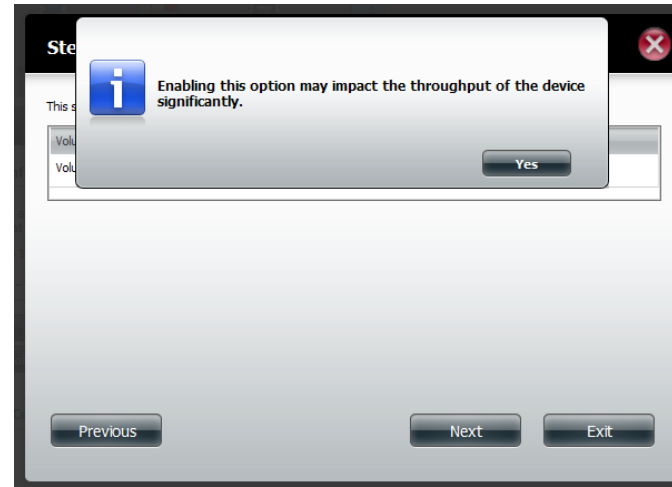 Ste
Enabling this option may impact the throughput of the device
significantly.
This s
Volu
Volu
Yes
Previous
Next
Exit